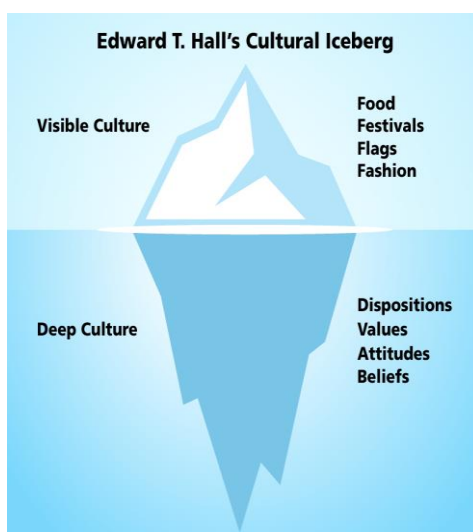 Edward T. Hall's Cultural Iceberg
Visible Culture
Food
Festivals
Flags
Fashion
Deep Culture
Dispositions
Values
Attitudes
Beliefs